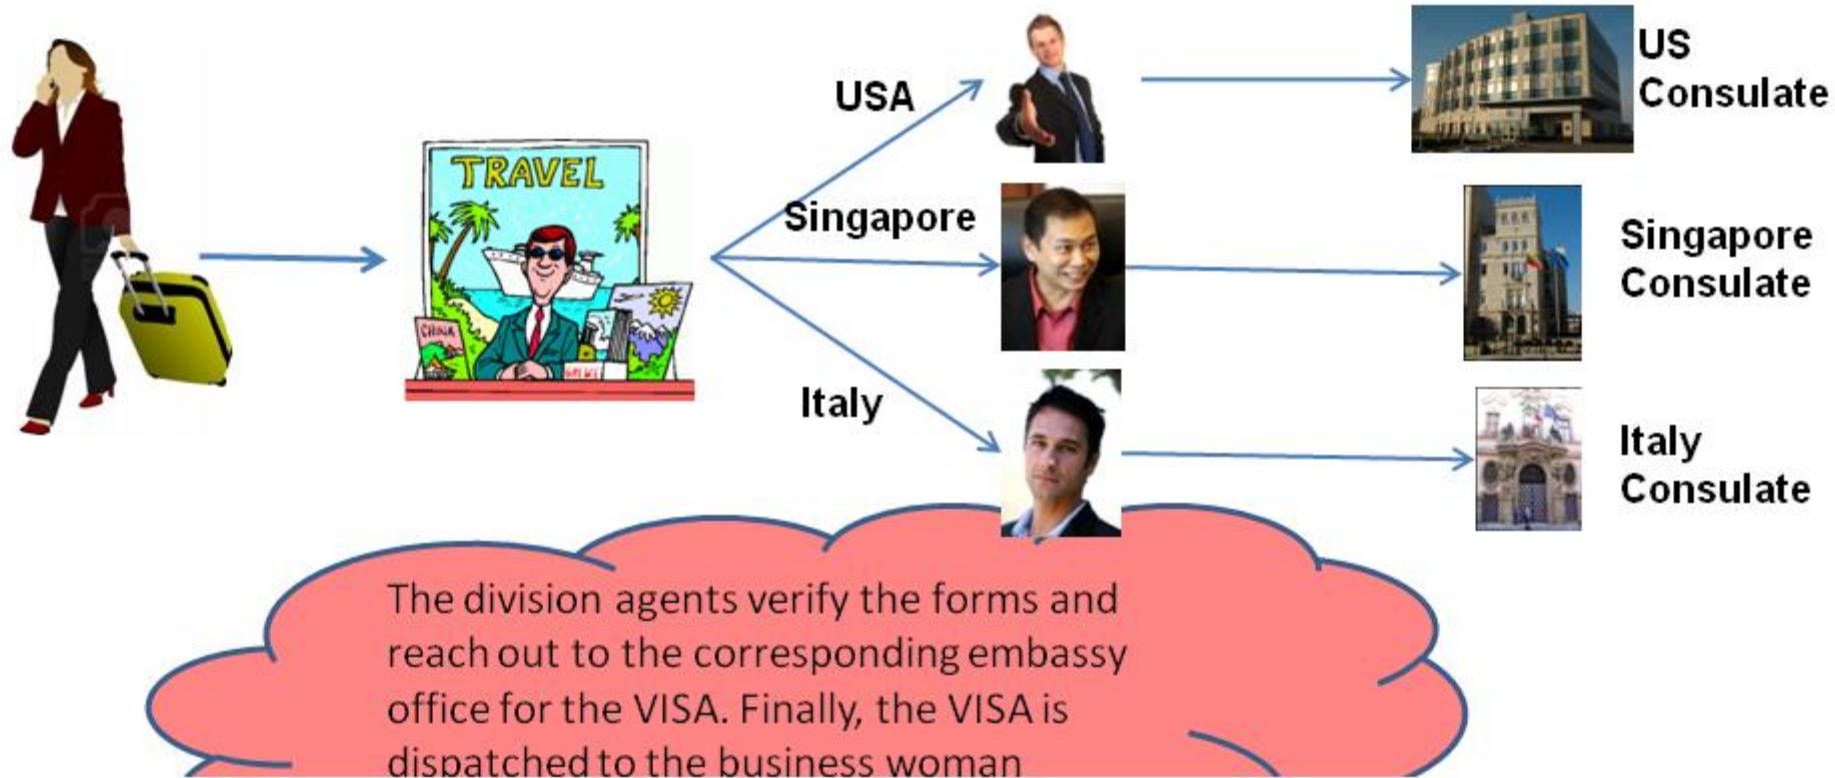 USA
US
Consulate
TRAVEL
Singapore
Singapore
Consulate
CHINA
Italy
Italy
Consulate
The division agents verify the forms and
reach out to the corresponding embassy
office for the VISA. Finally, the VISA is
dispatched to the business woman